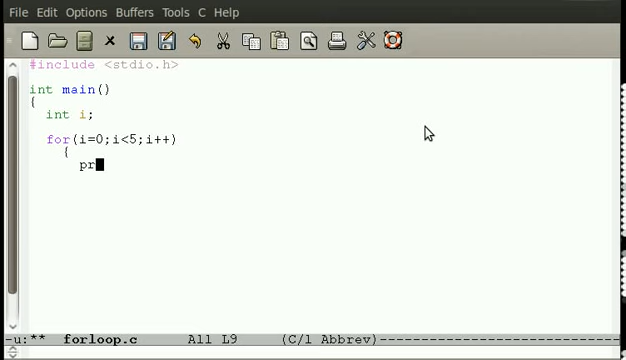 File Edit Options Buffers Tools C Help
#include <stdio.h>
int main()
{
int i;
for(i=0;i<5;i++)
{
pr
-u:** forloop.c All L9 (C/l Abbrev)--------------------------------